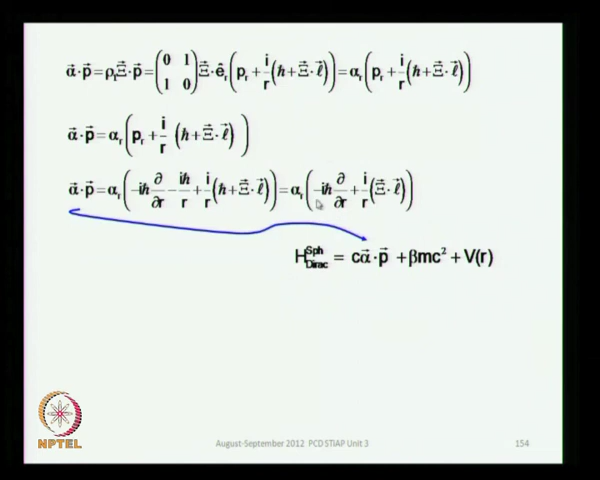 α⃗·p⃗ = ρ₁Ξ⃗·p⃗ = (0 1; 1 0) Ξ⃗·ê_r (p_r + i/r (ħ + Ξ⃗·ℓ⃗)) = α_r (p_r + i/r (ħ + Ξ⃗·ℓ⃗))
α⃗·p⃗ = α_r (p_r + i/r (ħ + Ξ⃗·ℓ⃗))
α⃗·p⃗ = α_r (-iħ ∂/∂r - iħ/r + i/r (ħ + Ξ⃗·ℓ⃗)) = α_r (-iħ ∂/∂r + i/r (Ξ⃗·ℓ⃗))
H^Sph_Dirac = cα⃗·p⃗ + βmc² + V(r)
NPTEL
August-September 2012 PCD STIAP Unit 3
154